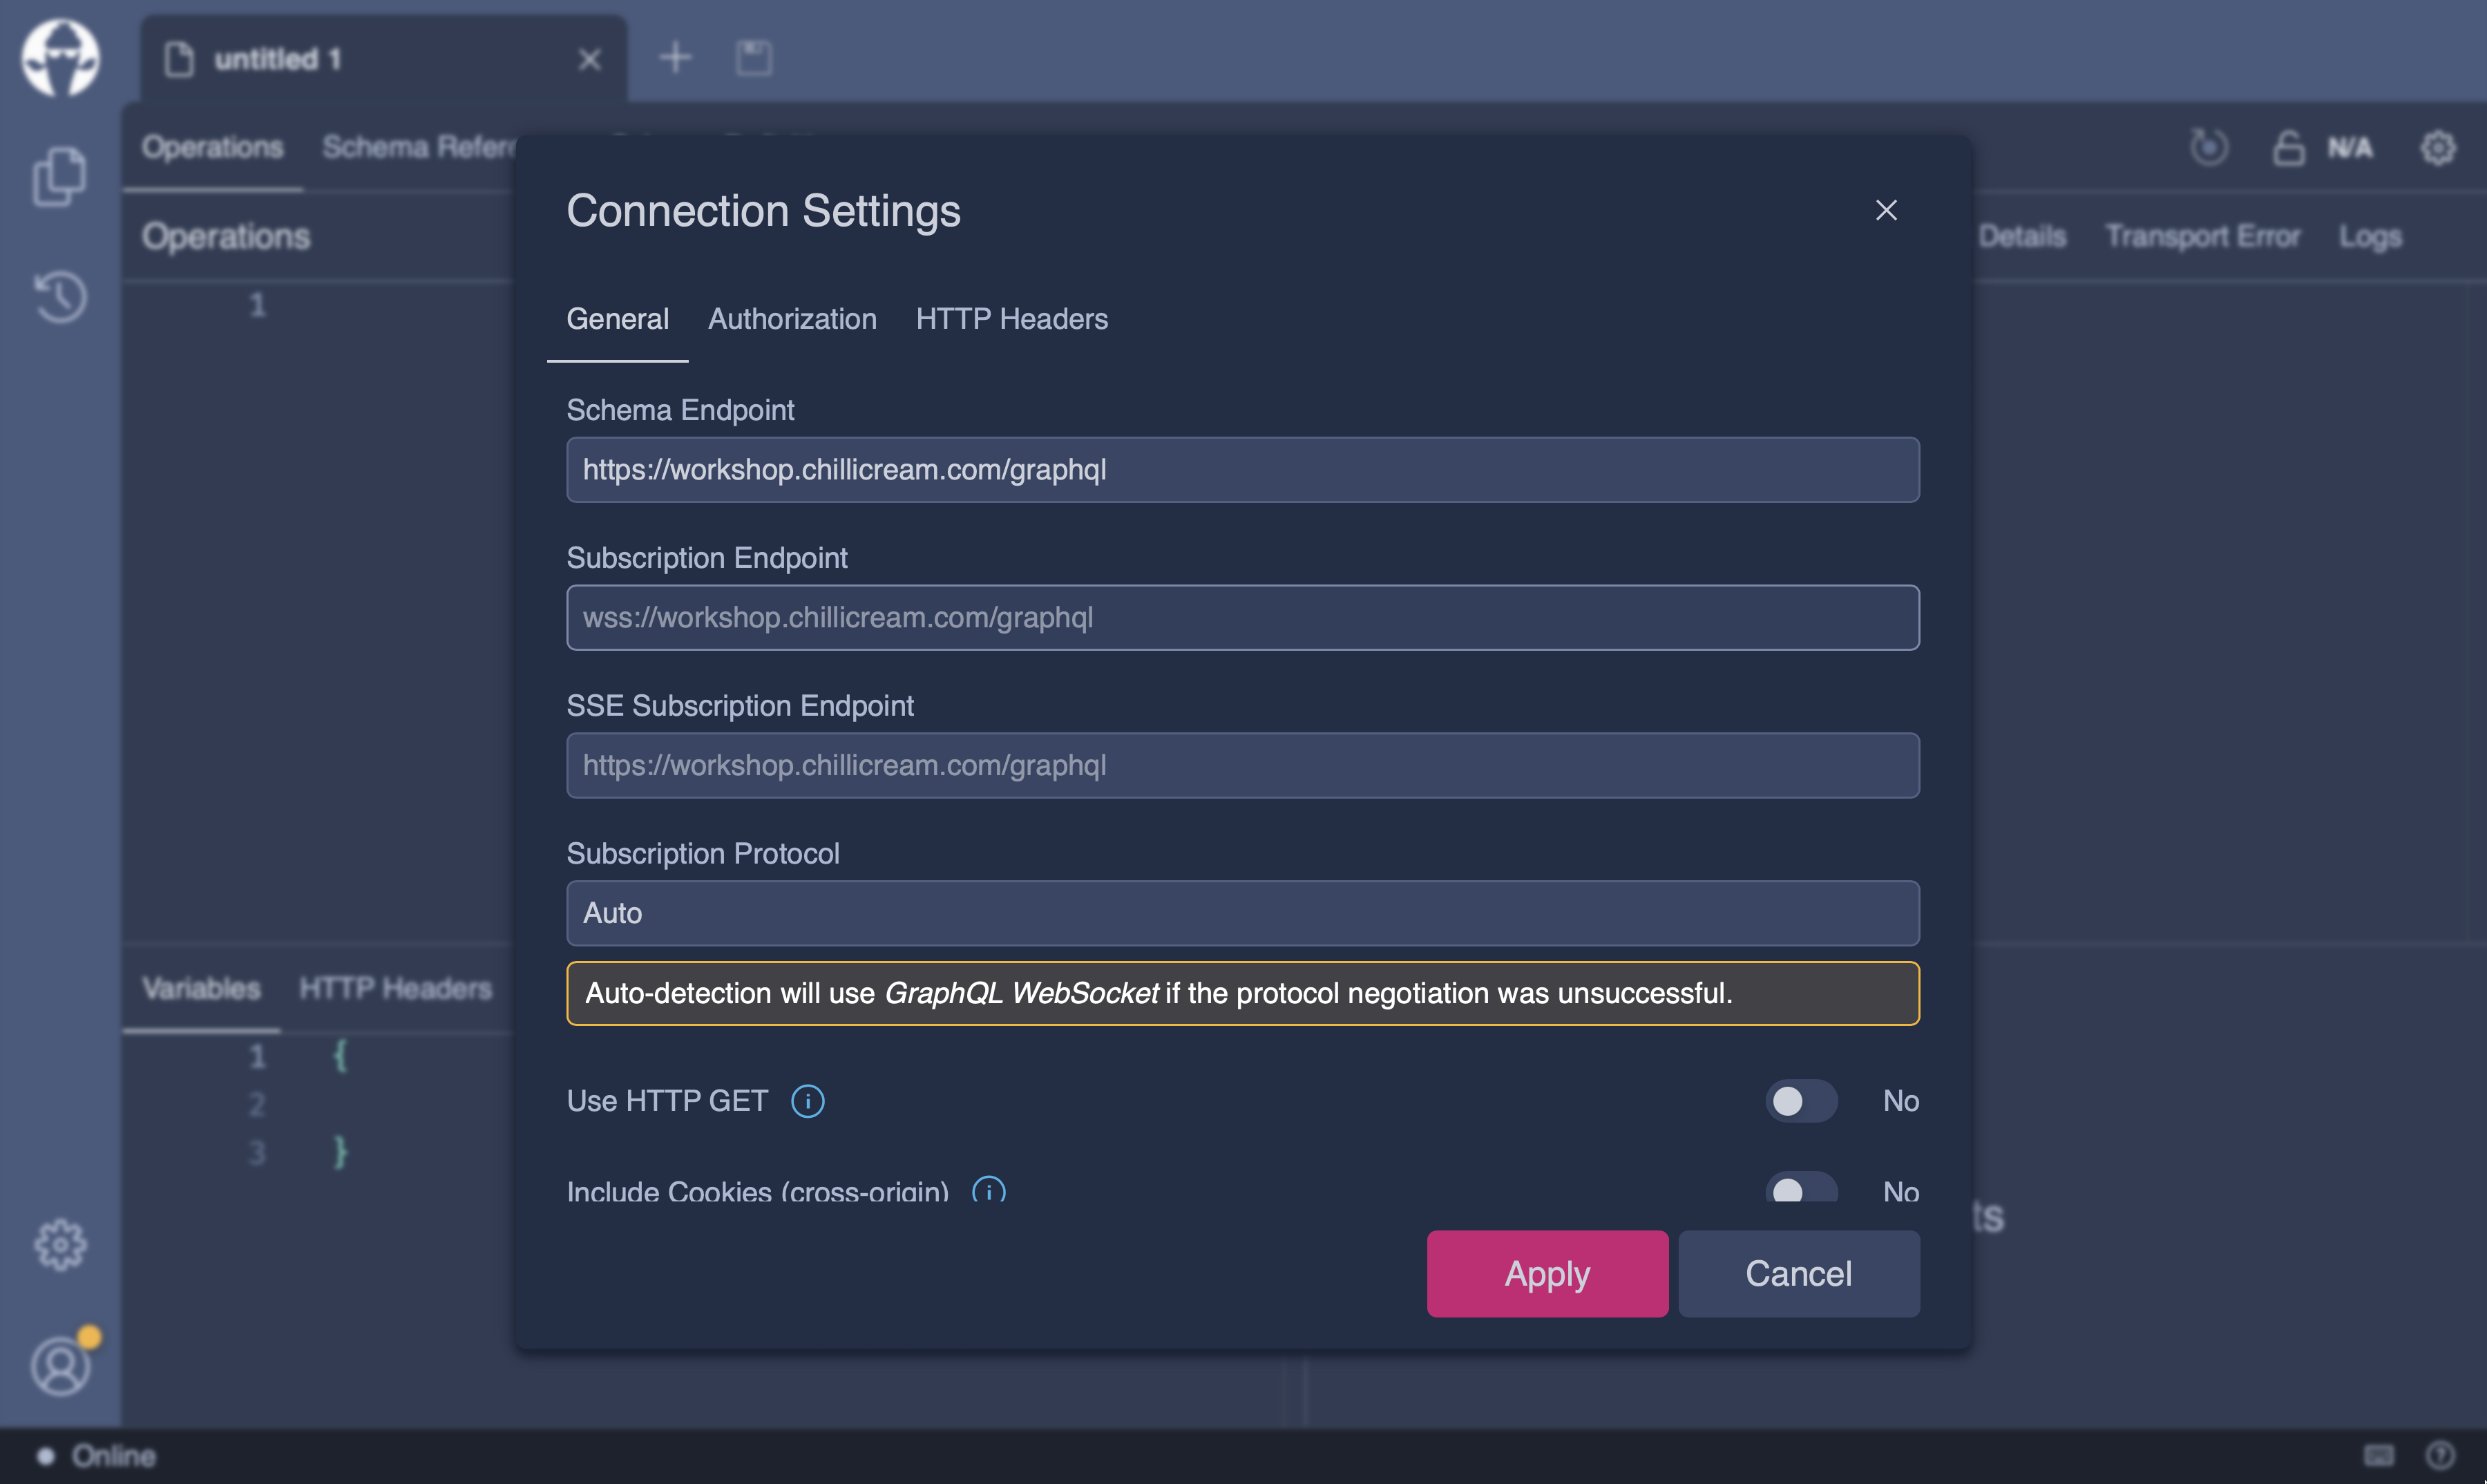 untitled 1
Operations
Schema Refer
N/A
Operations
Details
Transport Error
Logs
1
Connection Settings
General
Authorization
HTTP Headers
Schema Endpoint
https://workshop.chillicream.com/graphql
Subscription Endpoint
wss://workshop.chillicream.com/graphql
SSE Subscription Endpoint
https://workshop.chillicream.com/graphql
Subscription Protocol
Auto
Auto-detection will use GraphQL WebSocket if the protocol negotiation was unsuccessful.
Use HTTP GET
No
Include Cookies (cross-origin)
No
Apply
Cancel
Variables
HTTP Headers
1 {
2
3 }
ts
Online